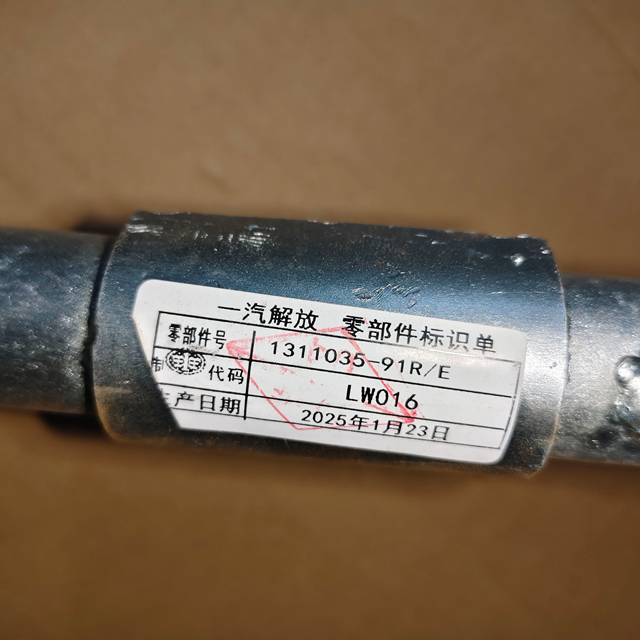 一汽解放 零部件标识单
零部件号 1311035-91R/E
制 代码 LW016
产日期 2025年1月23日